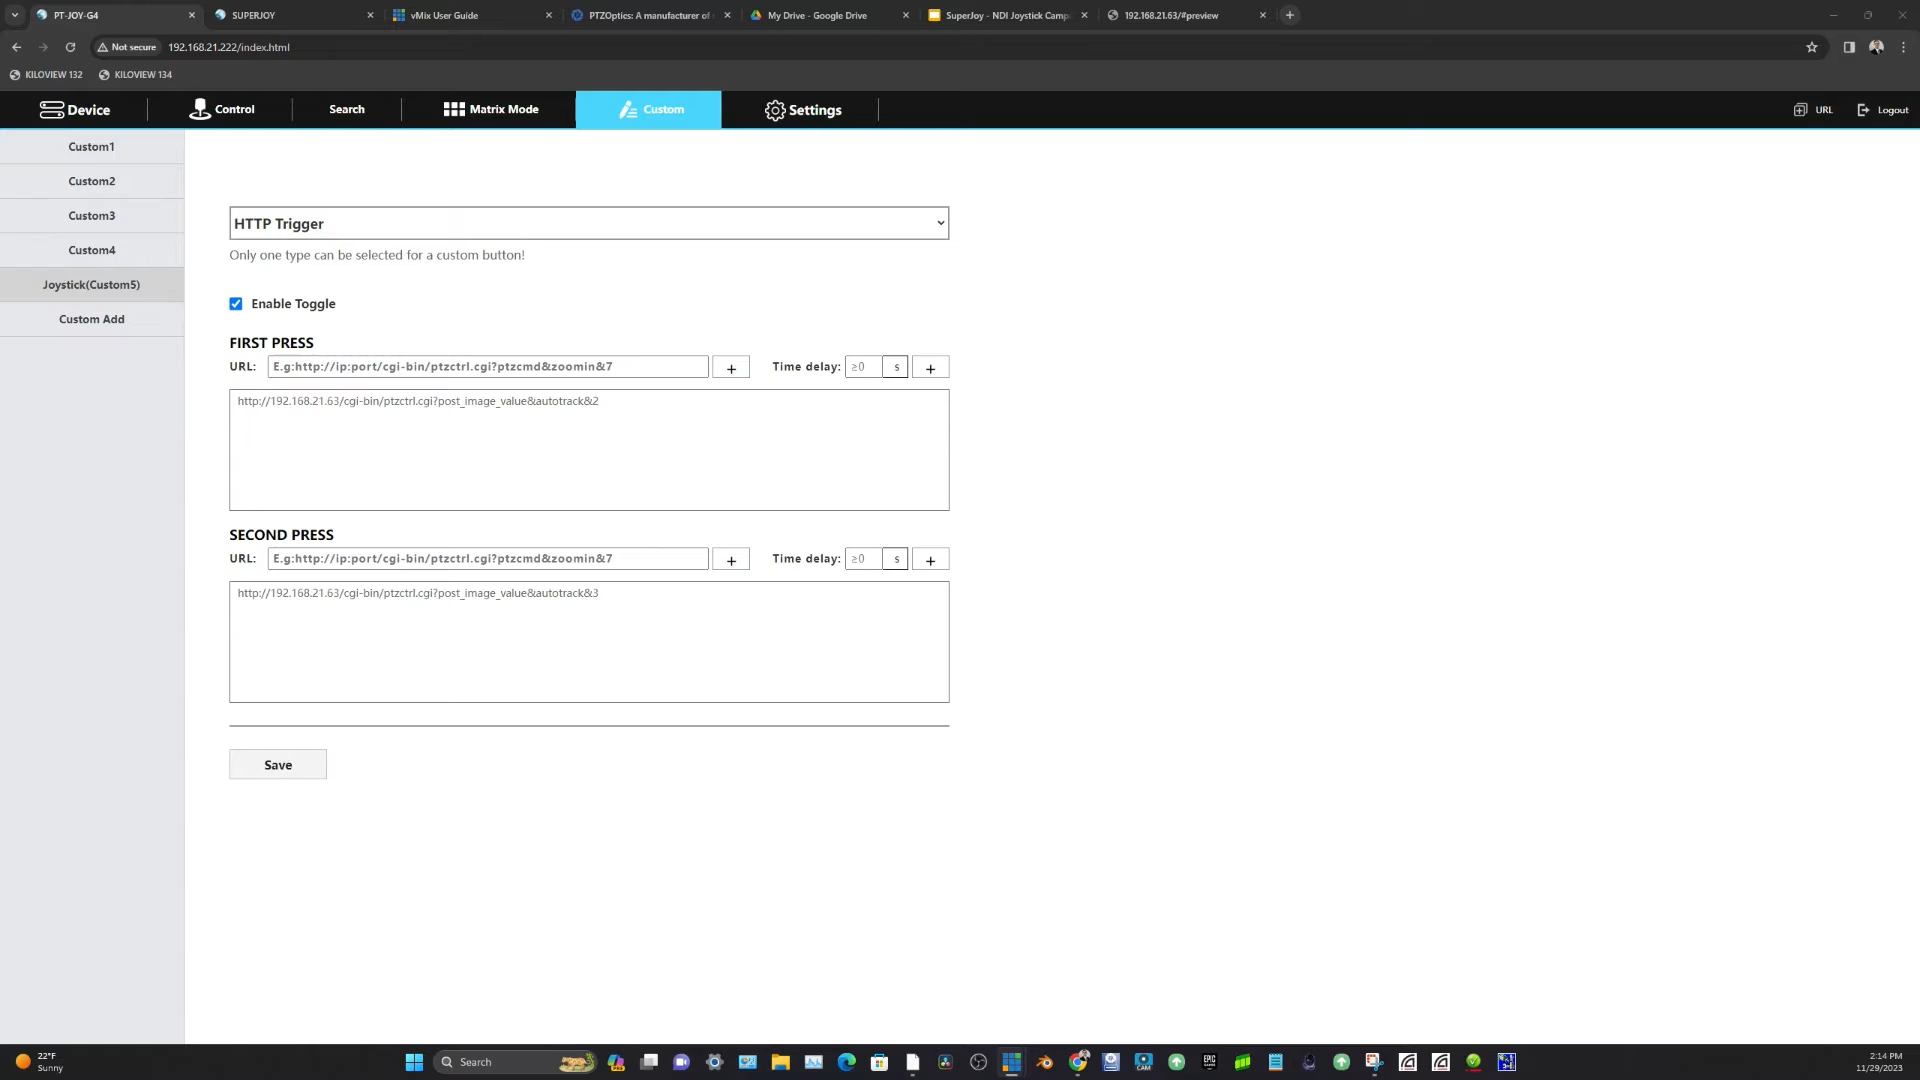 PT-JOY-G4
SUPERJOY
vMix User Guide
PTZOptics: A manufacturer of
My Drive - Google Drive
SuperJoy - NDI Joystick Camp
192.168.21.63/#preview
Not secure
192.168.21.222/index.html
KILOVIEW 132
KILOVIEW 134
Device
Control
Search
Matrix Mode
Custom
Settings
URL
Logout
Custom1
Custom2
Custom3
Custom4
Joystick(Custom5)
Custom Add
HTTP Trigger
Only one type can be selected for a custom button!
Enable Toggle
FIRST PRESS
URL: E.g:http://ip:port/cgi-bin/ptzctrl.cgi?ptzcmd&zoomin&7 + Time delay: ≥0 s +
http://192.168.21.63/cgi-bin/ptzctrl.cgi?post_image_value&autotrack&2
SECOND PRESS
URL: E.g:http://ip:port/cgi-bin/ptzctrl.cgi?ptzcmd&zoomin&7 + Time delay: ≥0 s +
http://192.168.21.63/cgi-bin/ptzctrl.cgi?post_image_value&autotrack&3
Save
22°F
Sunny
Search
2:14 PM
11/29/2023